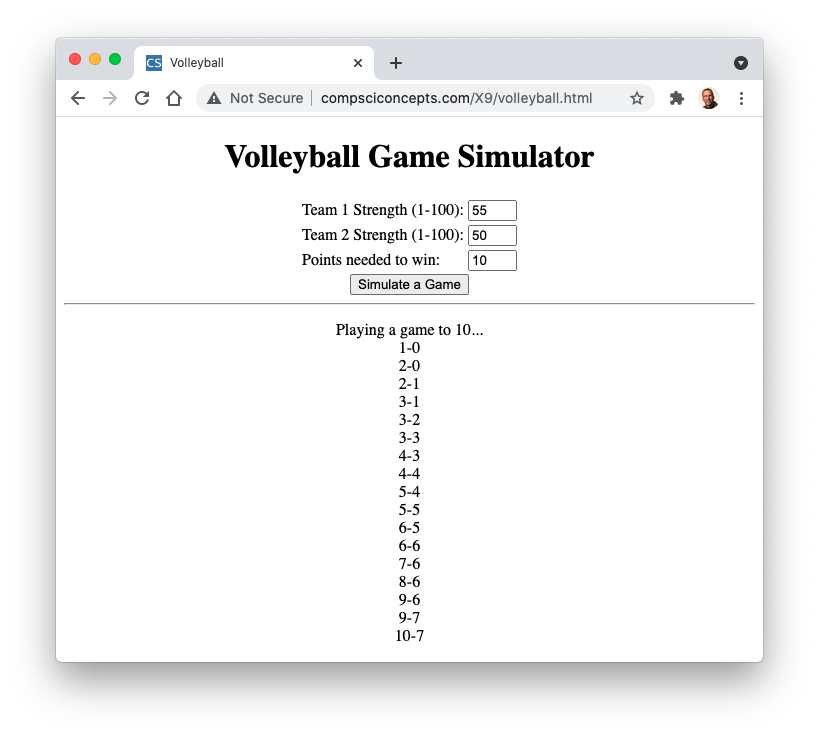 CS Volleyball
Not Secure compsciconcepts.com/X9/volleyball.html
Volleyball Game Simulator
Team 1 Strength (1-100): 55
Team 2 Strength (1-100): 50
Points needed to win: 10
Simulate a Game
Playing a game to 10...
1-0
2-0
2-1
3-1
3-2
3-3
4-3
4-4
5-4
5-5
6-5
6-6
7-6
8-6
9-6
9-7
10-7